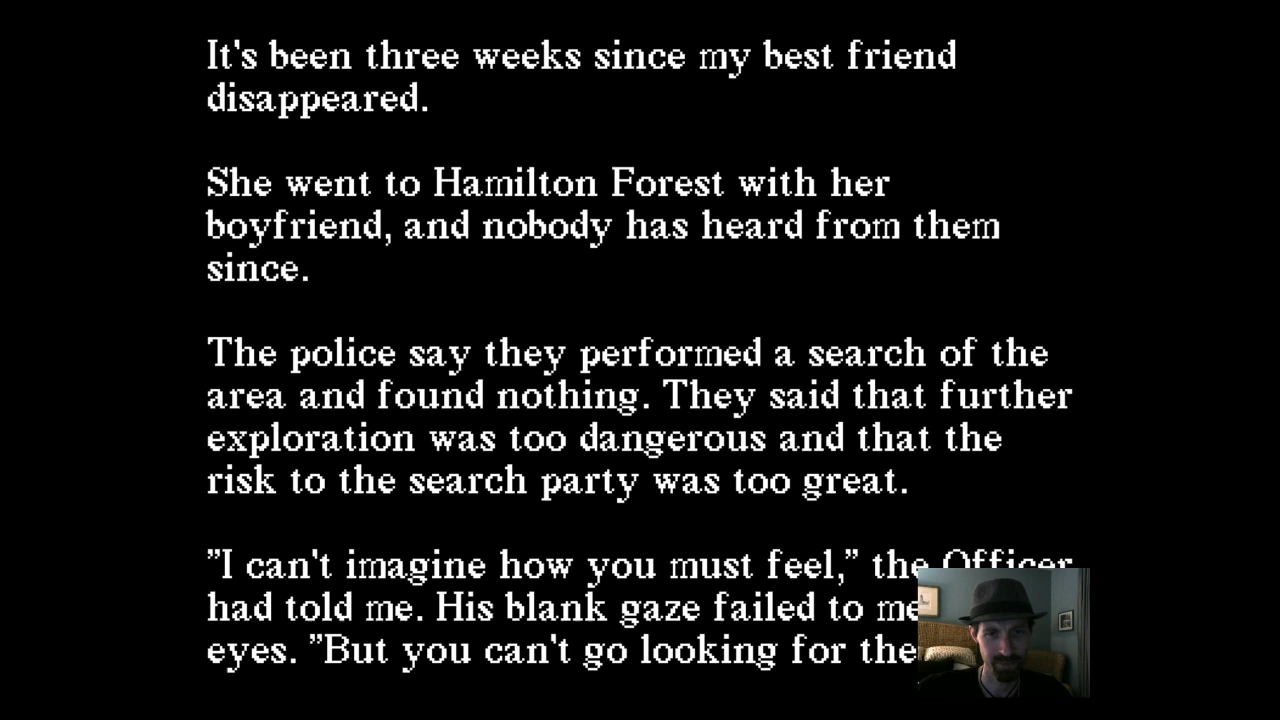 It's been three weeks since my best friend
disappeared.
She went to Hamilton Forest with her
boyfriend, and nobody has heard from them
since.
The police say they performed a search of the
area and found nothing. They said that further
exploration was too dangerous and that the
risk to the search party was too great.
"I can't imagine how you must feel," the Officer
had told me. His blank gaze failed to
eyes. "But you can't go looking for